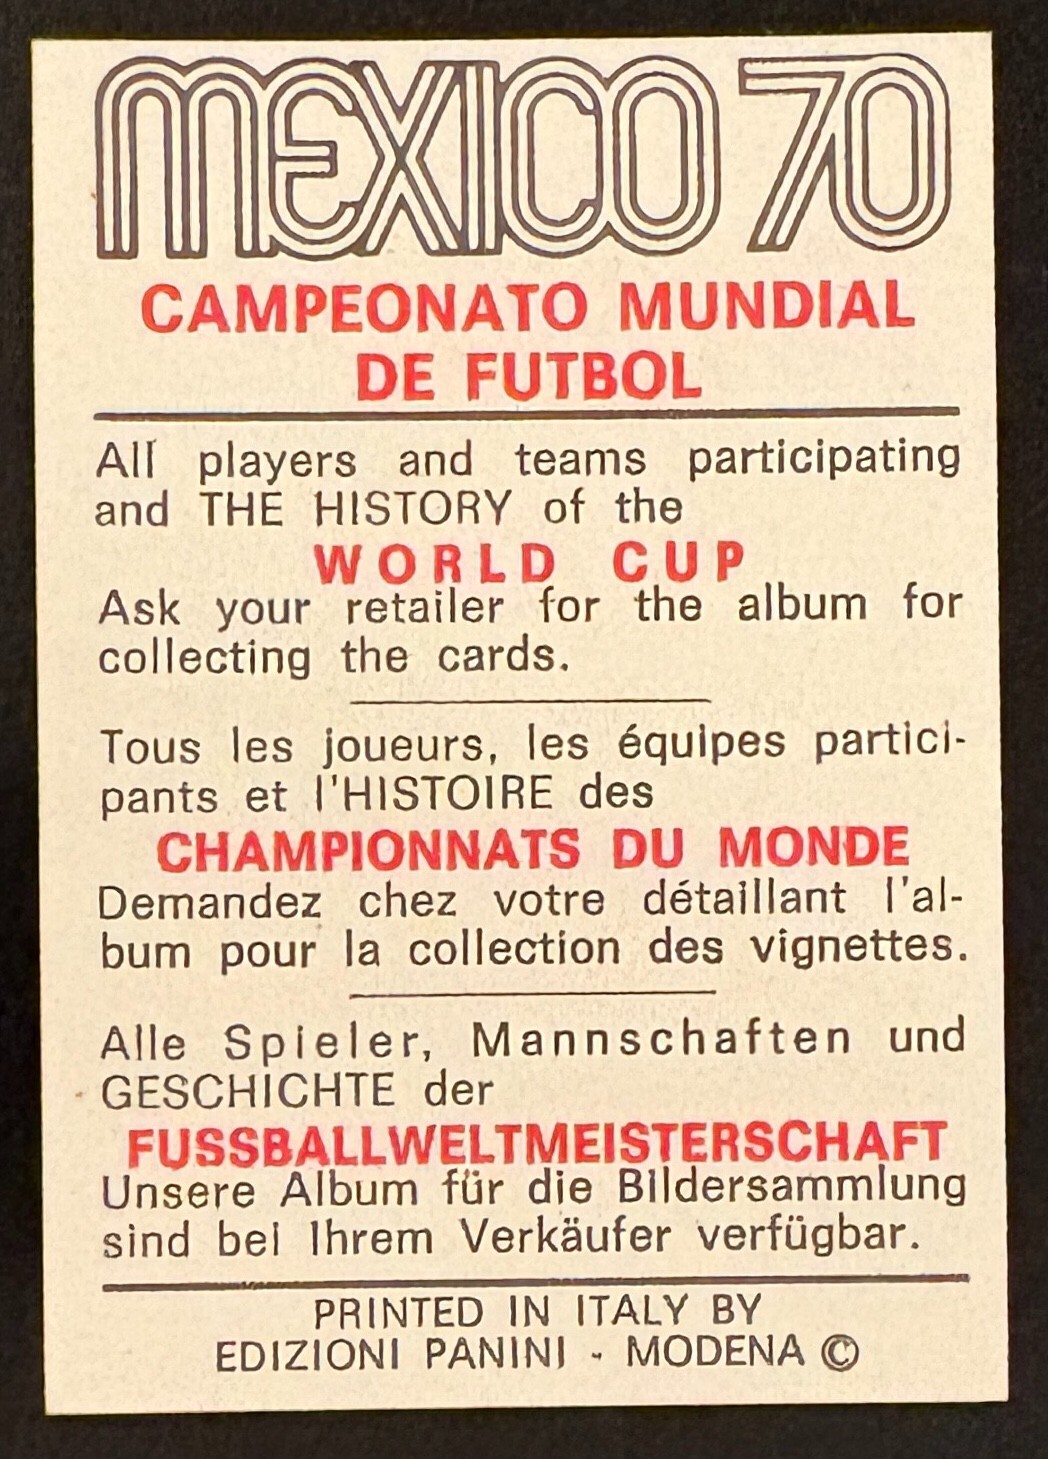 MEXICO 70
CAMPEONATO MUNDIAL
DE FUTBOL
All players and teams participating
and THE HISTORY of the
WORLD CUP
Ask your retailer for the album for
collecting the cards.
Tous les joueurs, les équipes partici-
pants et l'HISTOIRE des
CHAMPIONNATS DU MONDE
Demandez chez votre détaillant l'al-
bum pour la collection des vignettes.
Alle Spieler, Mannschaften und
GESCHICHTE der
FUSSBALLWELTMEISTERSCHAFT
Unsere Album für die Bildersammlung
sind bei Ihrem Verkäufer verfügbar.
PRINTED IN ITALY BY
EDIZIONI PANINI - MODENA ©